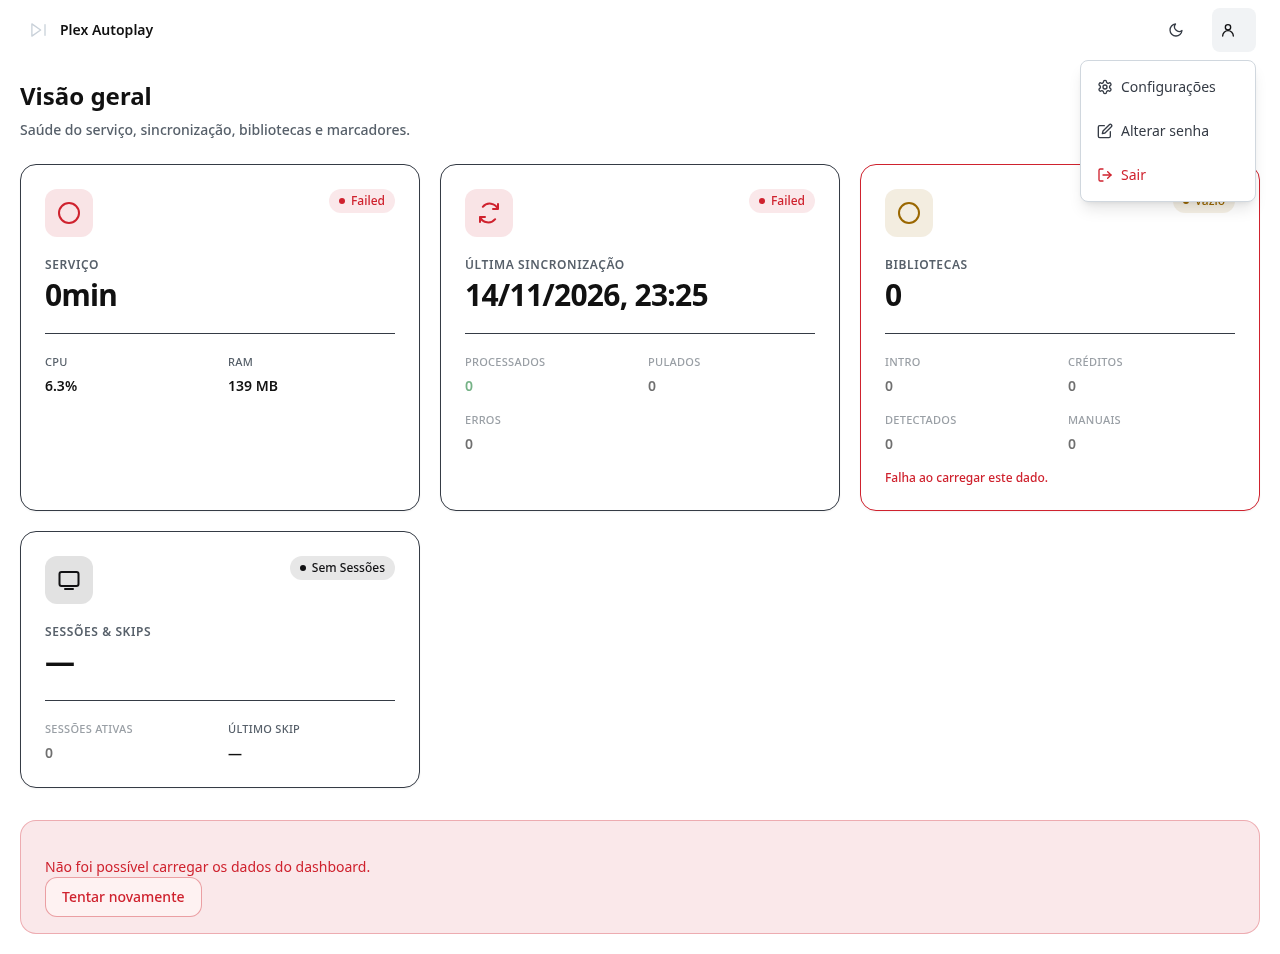 Plex Autoplay
Configurações
Alterar senha
Sair
Visão geral
Saúde do serviço, sincronização, bibliotecas e marcadores.
Failed
SERVIÇO
0min
CPU
RAM
6.3%
139 MB
Failed
ÚLTIMA SINCRONIZAÇÃO
14/11/2026, 23:25
PROCESSADOS
PULADOS
0
0
ERROS
0
Vazio
BIBLIOTECAS
0
INTRO
CRÉDITOS
0
0
DETECTADOS
MANUAIS
0
0
Falha ao carregar este dado.
Sem Sessões
SESSÕES & SKIPS
—
SESSÕES ATIVAS
ÚLTIMO SKIP
0
—
Não foi possível carregar os dados do dashboard.
Tentar novamente